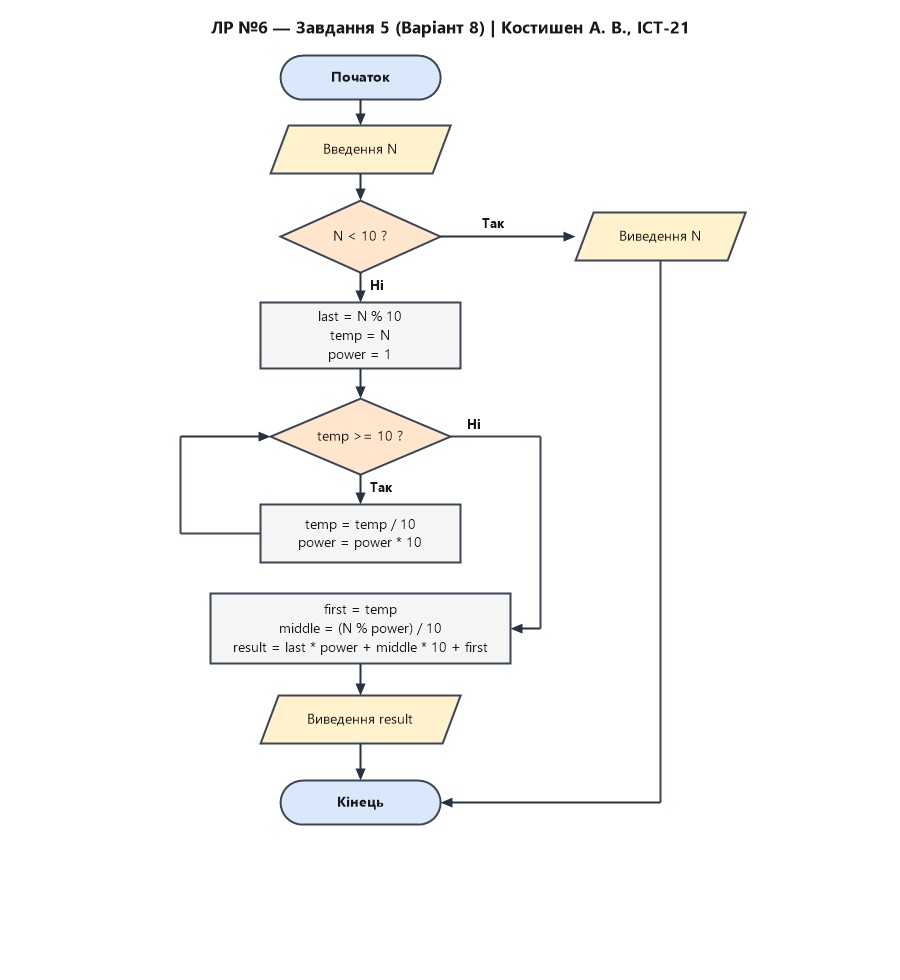 ЛР №6 — Завдання 5 (Варіант 8) | Костишен А. В., ІСТ-21
Початок
Введення N
N < 10 ?
Так
Виведення N
Ні
last = N % 10
temp = N
power = 1
temp >= 10 ?
Ні
Так
temp = temp / 10
power = power * 10
first = temp
middle = (N % power) / 10
result = last * power + middle * 10 + first
Виведення result
Кінець